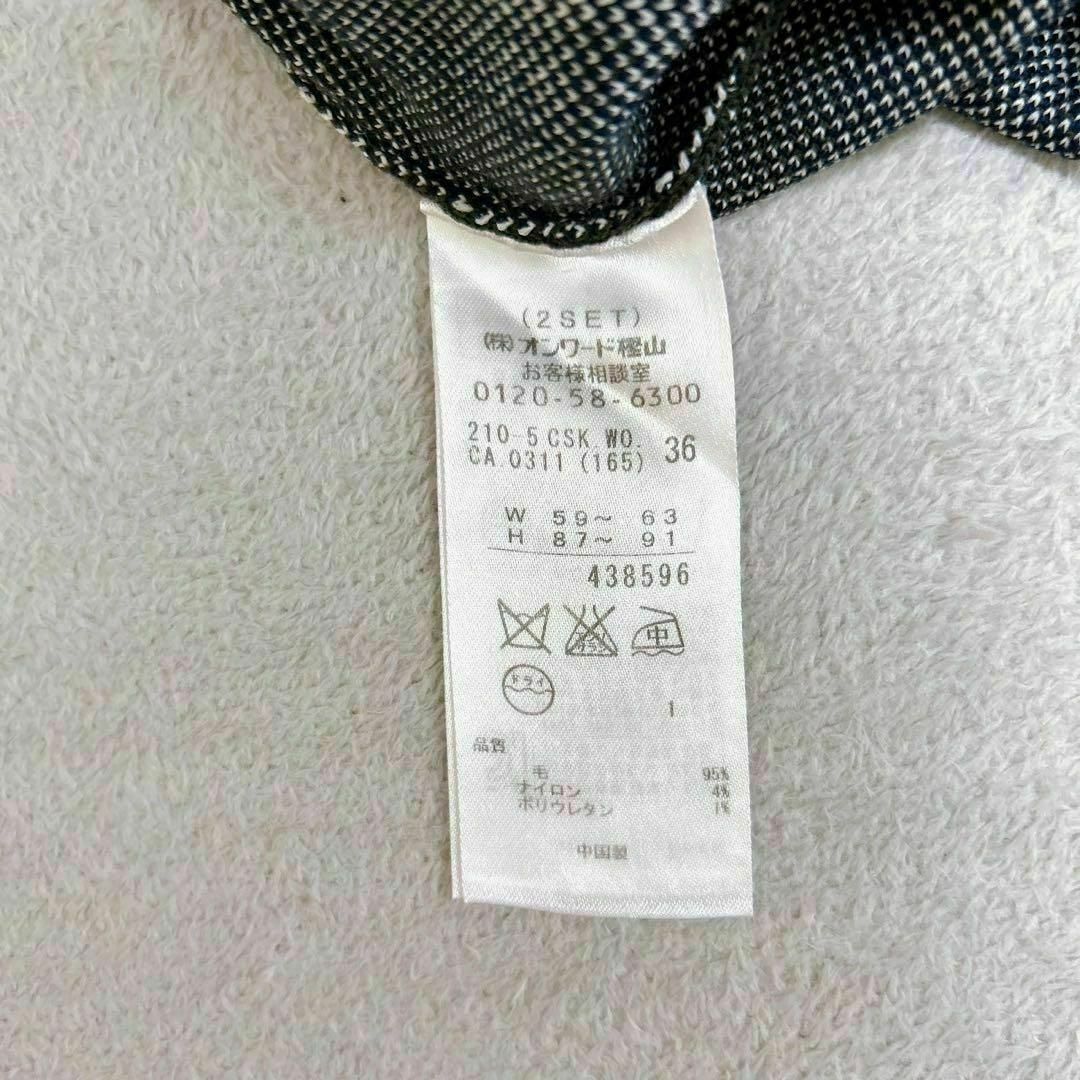 (2SET)
(株)オンワード樫山
お客様相談室
0120-58-6300
210-5 CSK WO.
CA 0311 (165) 36
W 59〜 63
H 87〜 91
438596
中
ドライ
1
品質
毛 95%
ナイロン 4%
ポリウレタン 1%
中国製